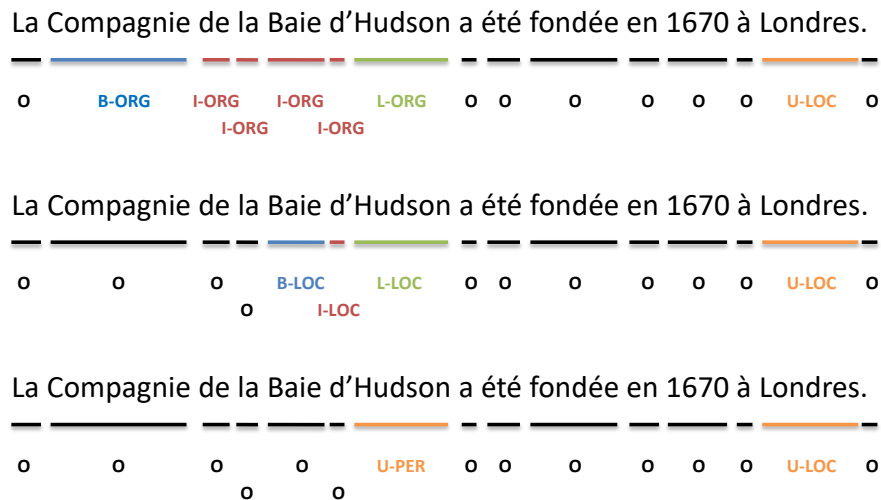 La Compagnie de la Baie d’Hudson a été fondée en 1670 à Londres.
O B-ORG I-ORG I-ORG L-ORG O O O O O O U-LOC O
I-ORG I-ORG
La Compagnie de la Baie d’Hudson a été fondée en 1670 à Londres.
O O O B-LOC L-LOC O O O O O O U-LOC O
O I-LOC
La Compagnie de la Baie d’Hudson a été fondée en 1670 à Londres.
O O O O U-PER O O O O O O U-LOC O
O O